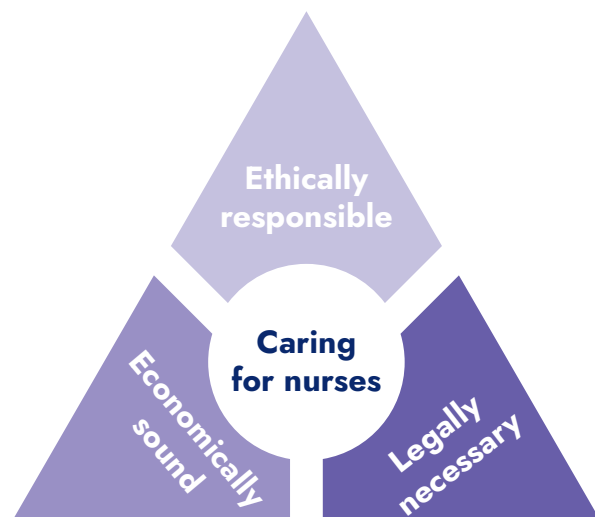 Ethically
responsible
Caring
for nurses
Economically
sound
Legally
necessary